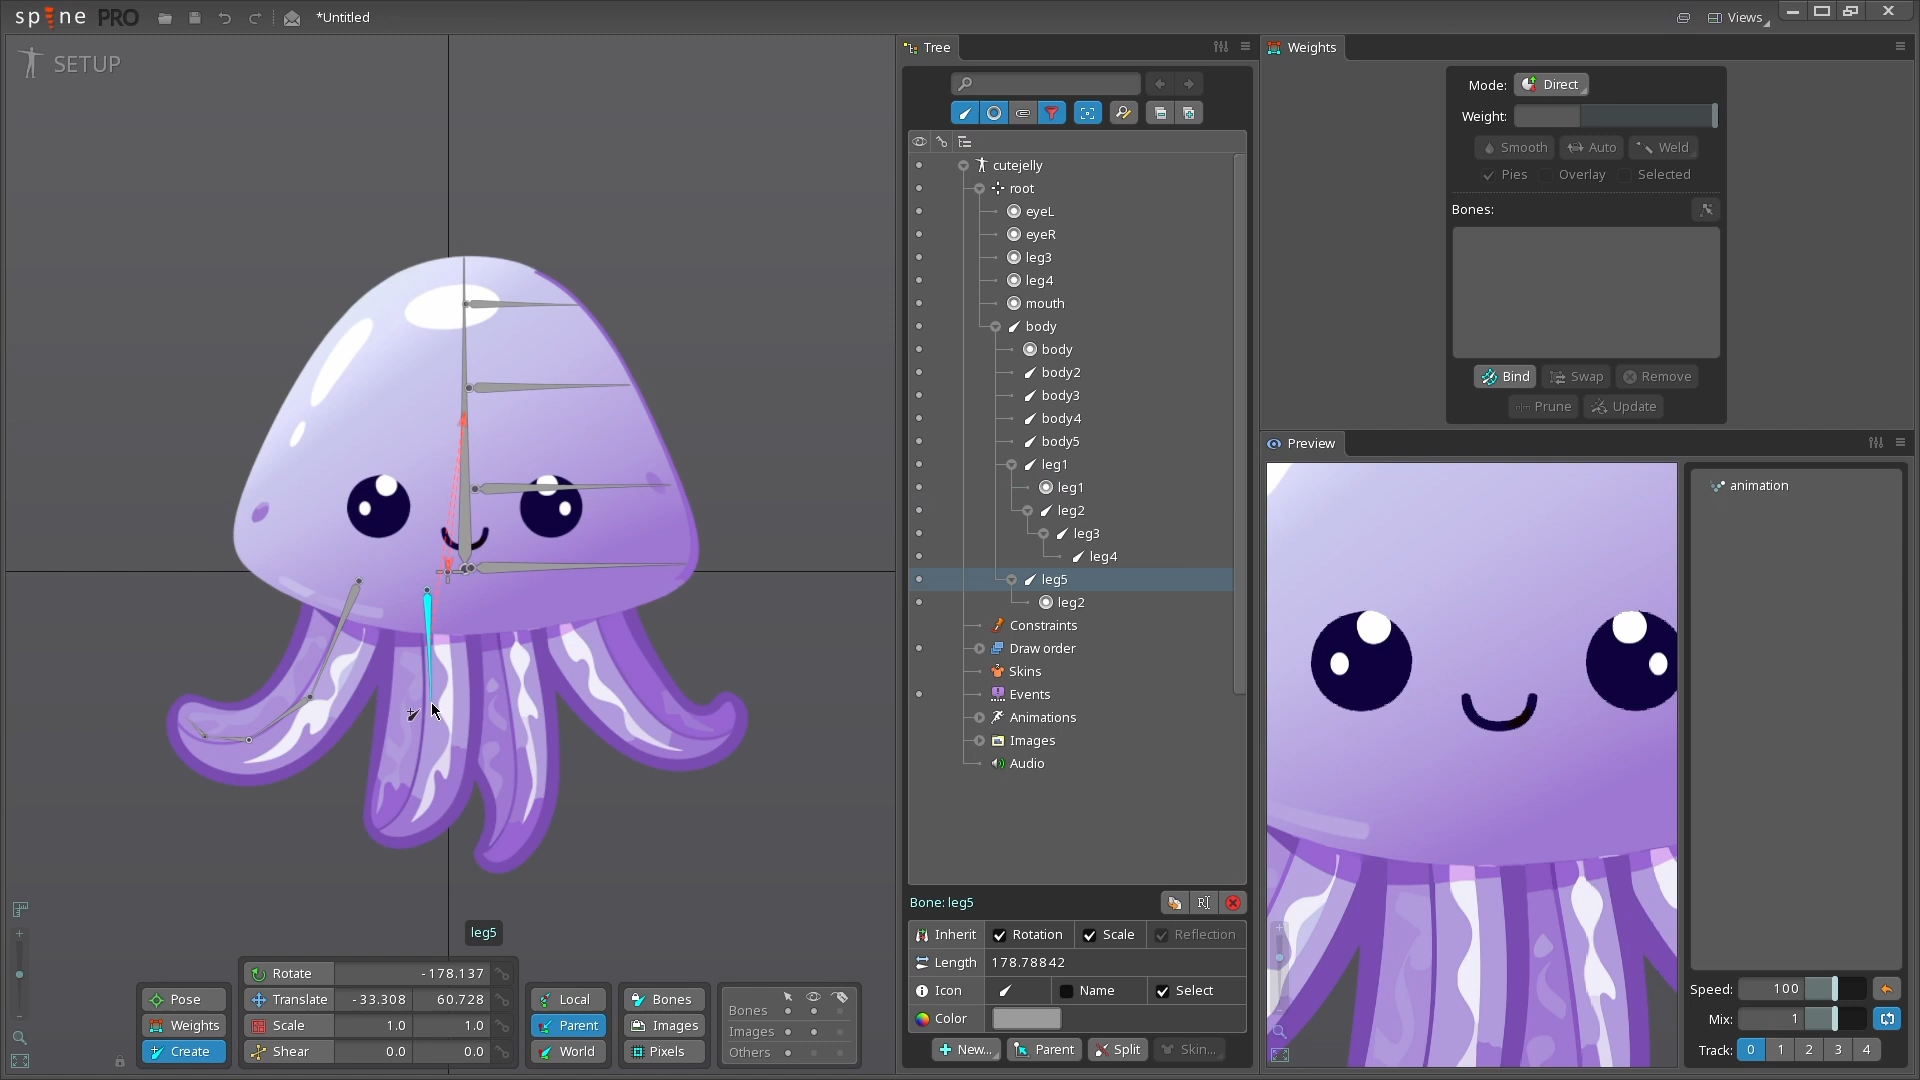 spine PRO
*Untitled
Views
SETUP
Tree
Weights
Mode: Direct
Weight:
Smooth Auto Weld
Pies Overlay Selected
Bones:
Bind Swap Remove
Prune Update
cutejelly
root
eyeL
eyeR
leg3
leg4
mouth
body
body
body2
body3
body4
body5
leg1
leg1
leg2
leg3
leg4
leg5
leg2
Constraints
Draw order
Skins
Events
Animations
Images
Audio
Preview
animation
Bone: leg5
Inherit Rotation Scale Reflection
Length 178.78842
Icon Name Select
Color
New... Parent Split Skin...
leg5
Pose
Weights
Create
Rotate -178.137
Translate -33.308 60.728
Scale 1.0 1.0
Shear 0.0 0.0
Local
Parent
World
Bones
Images
Pixels
Bones
Images
Others
Speed: 100
Mix: 1
Track: 0 1 2 3 4